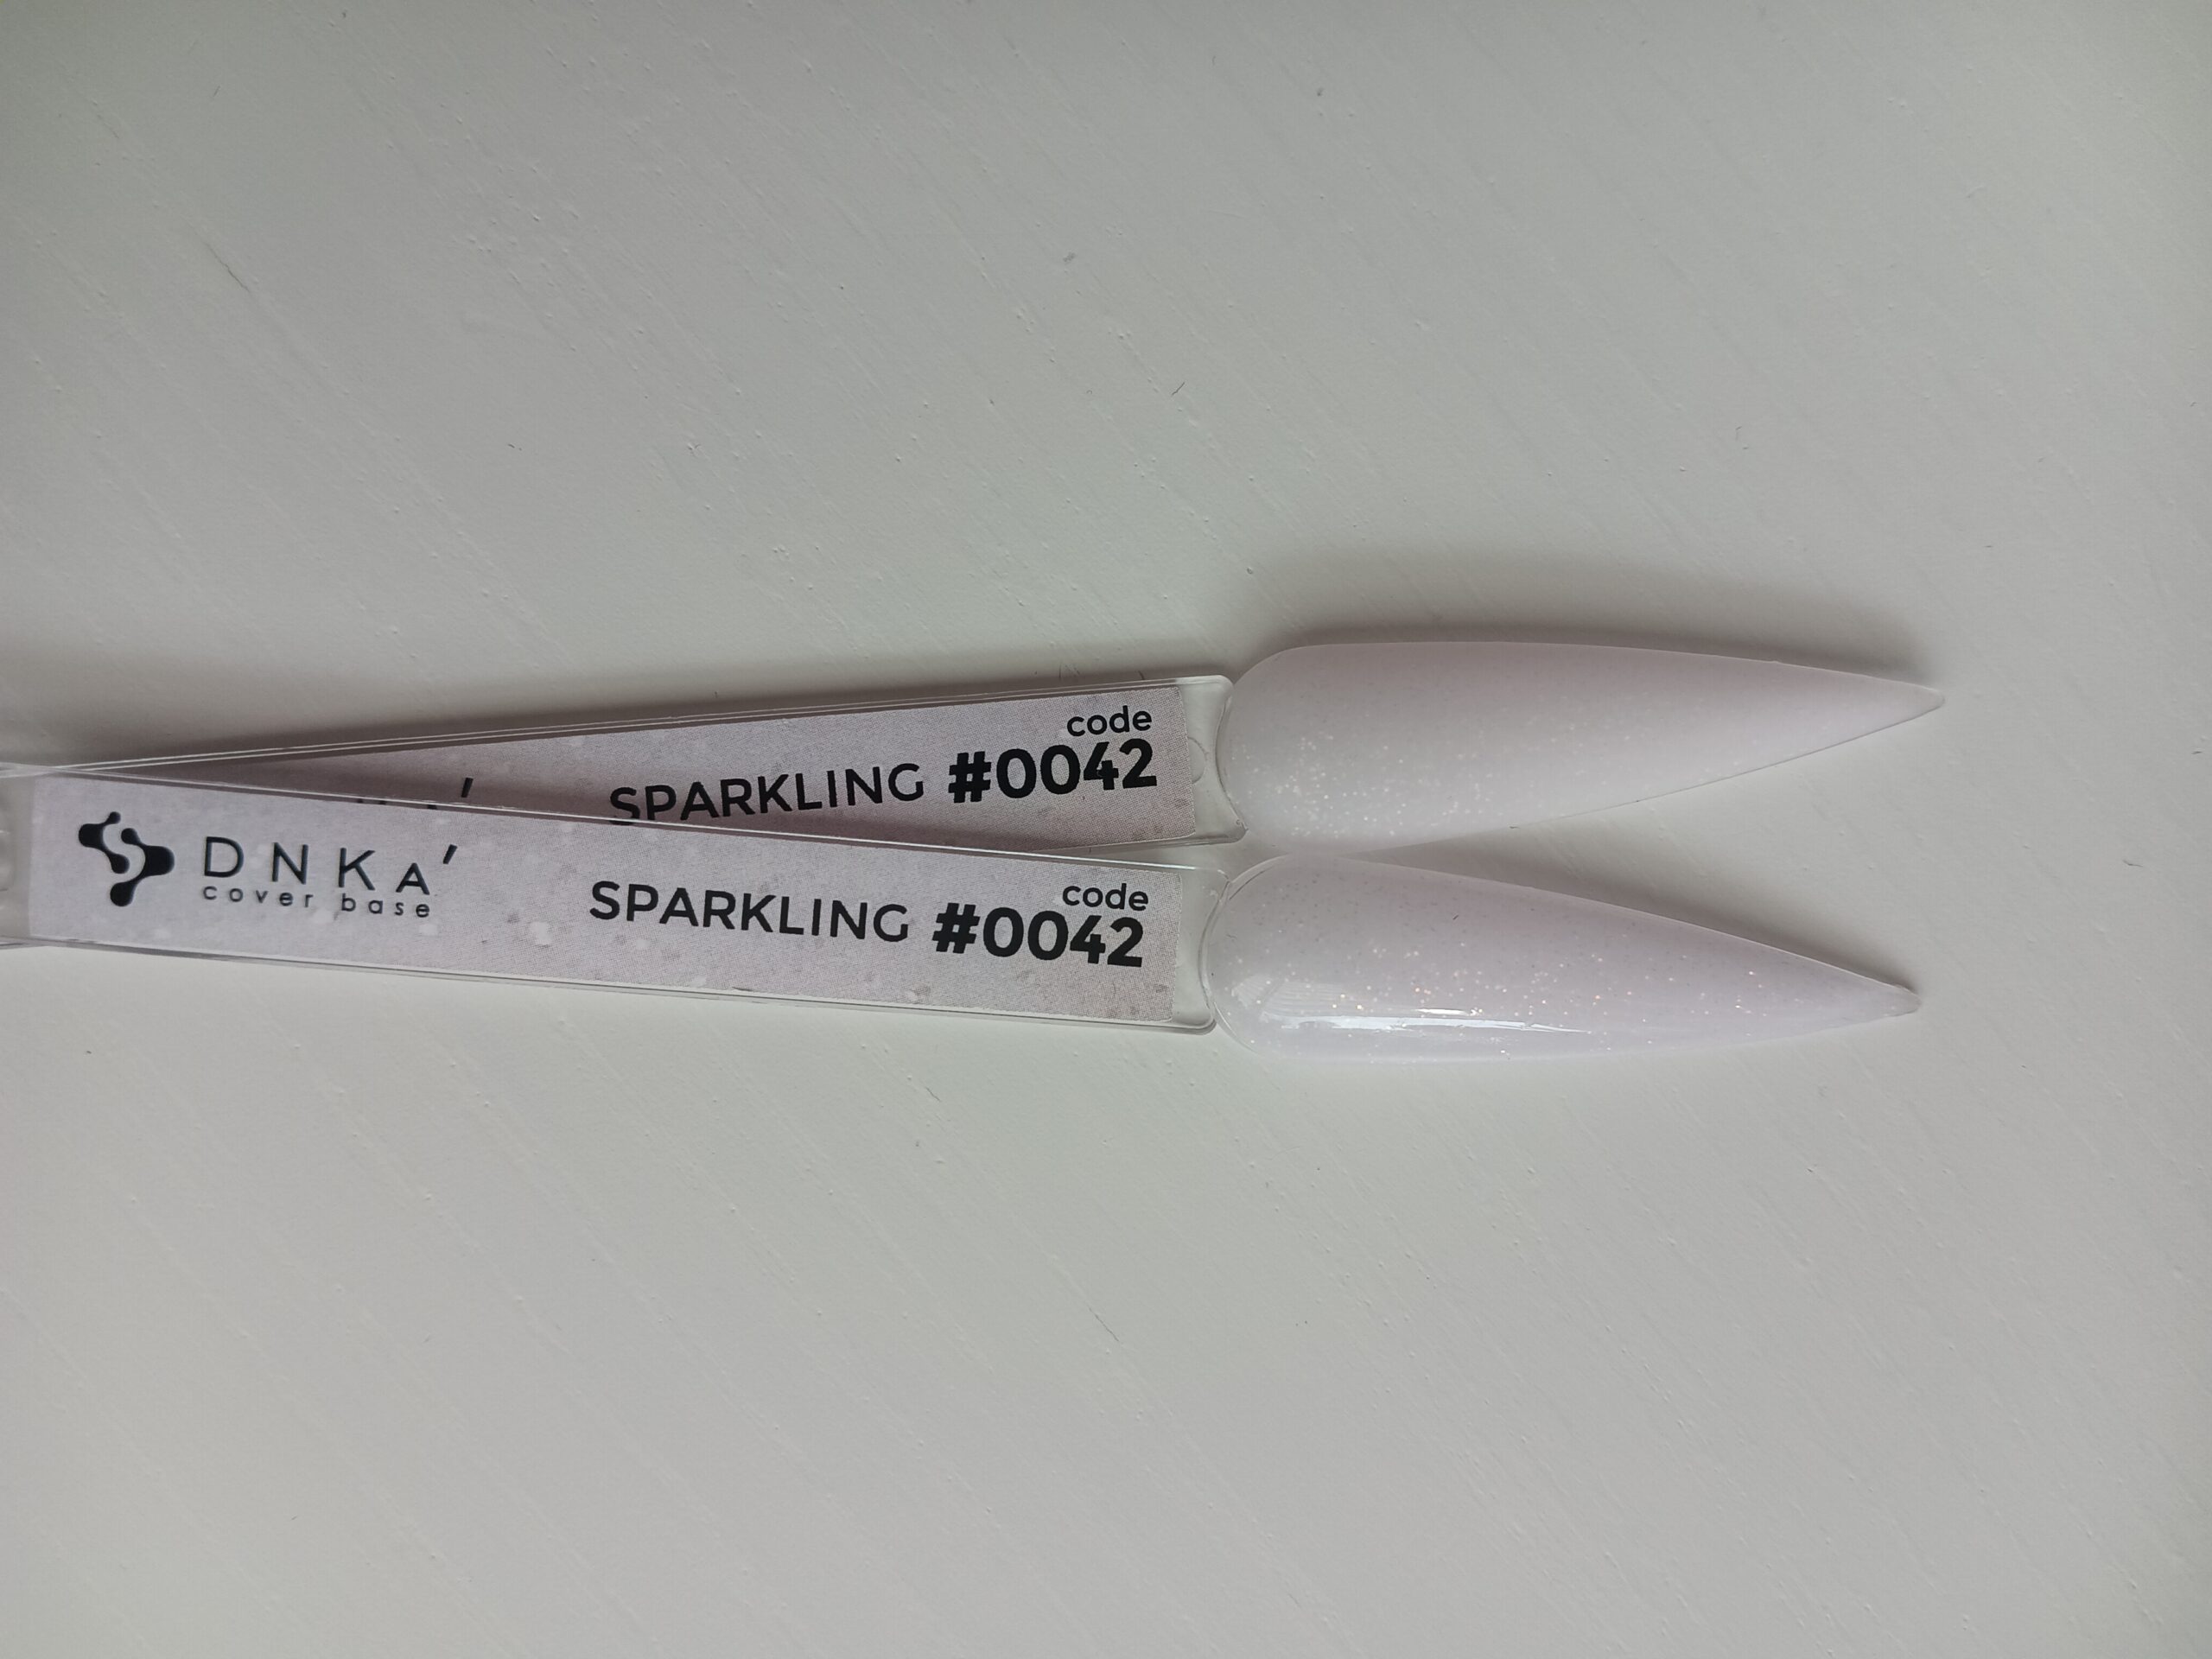 code
SPARKLING #0042
DNKA'
cover base
code
SPARKLING #0042